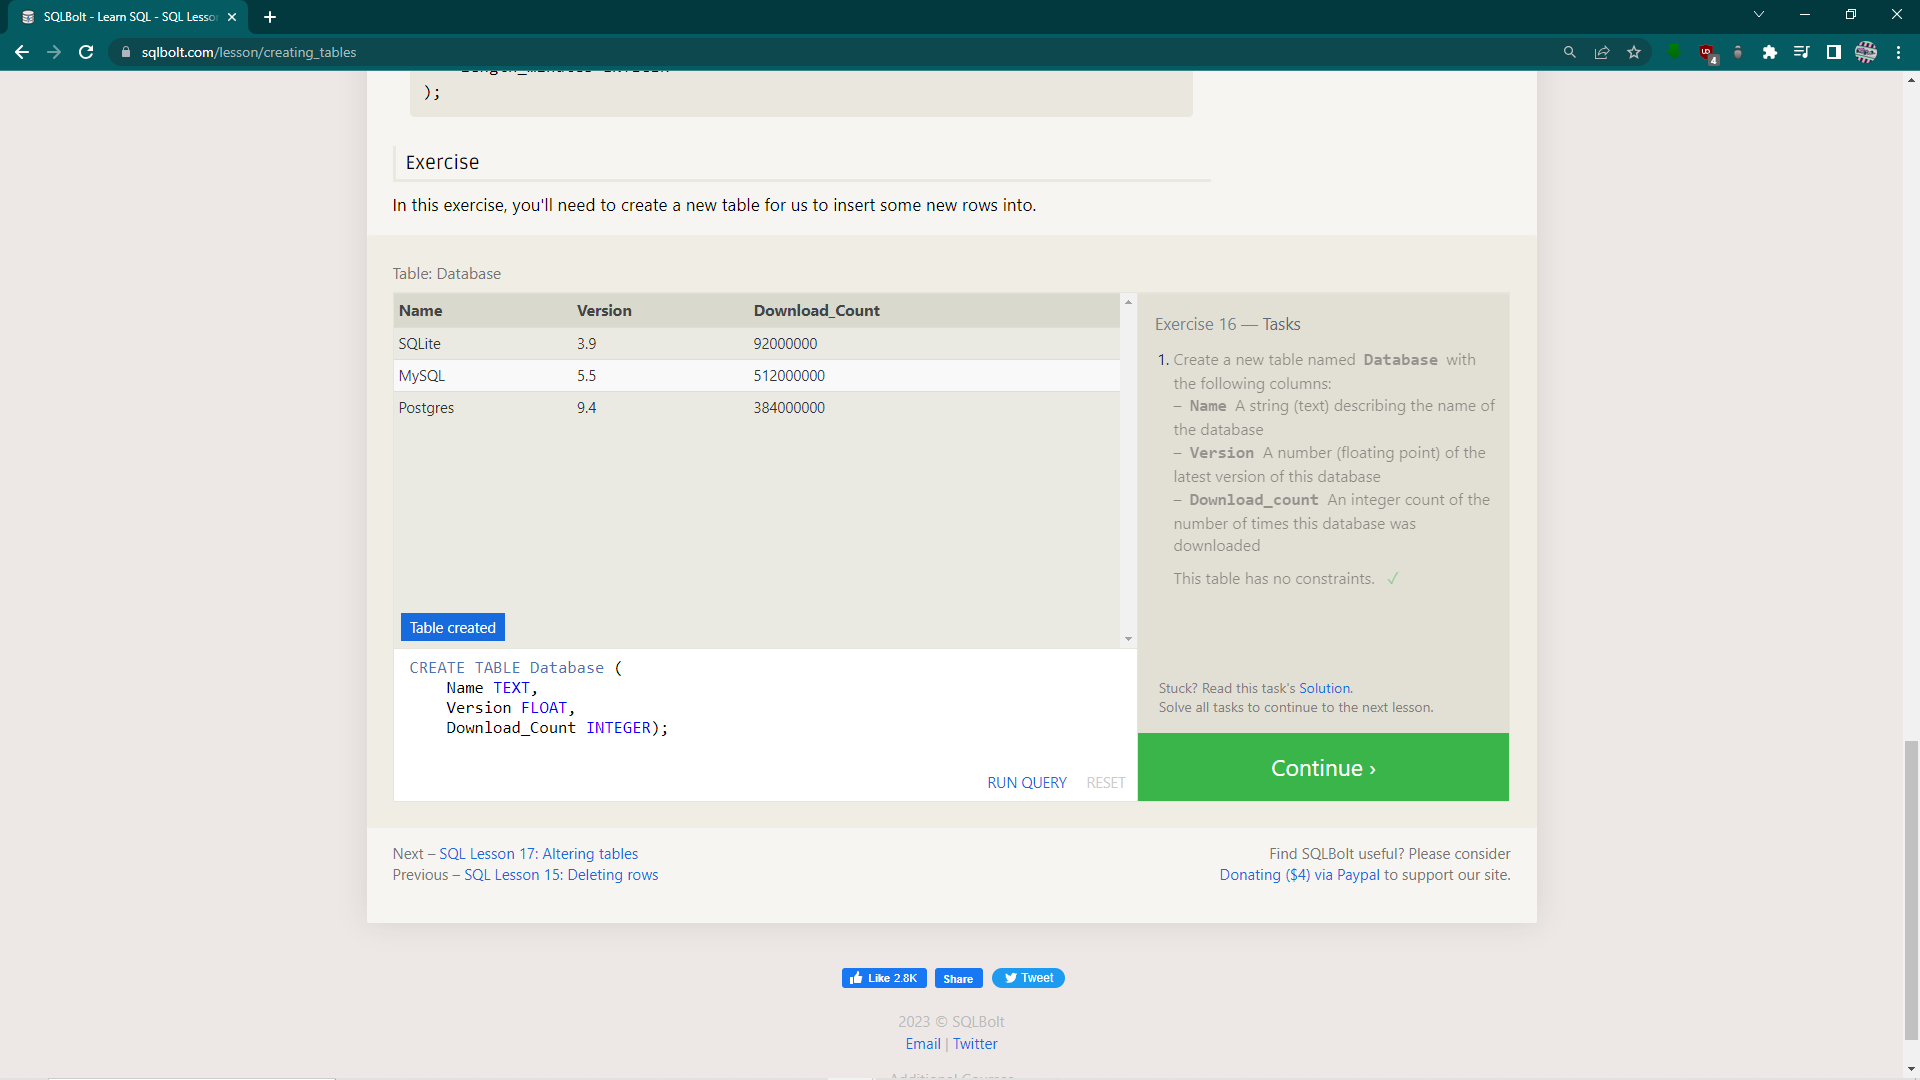 SQLBolt - Learn SQL - SQL Lesson
sqlbolt.com/lesson/creating_tables
4
);
Exercise
In this exercise, you'll need to create a new table for us to insert some new rows into.
Table: Database
Name Version Download_Count
SQLite 3.9 92000000
MySQL 5.5 512000000
Postgres 9.4 384000000
Table created
CREATE TABLE Database (
Name TEXT,
Version FLOAT,
Download_Count INTEGER);
RUN QUERY RESET
Exercise 16 — Tasks
1. Create a new table named Database with
the following columns:
– Name A string (text) describing the name of
the database
– Version A number (floating point) of the
latest version of this database
– Download_count An integer count of the
number of times this database was
downloaded
This table has no constraints. ✓
Stuck? Read this task's Solution.
Solve all tasks to continue to the next lesson.
Continue ›
Next – SQL Lesson 17: Altering tables
Previous – SQL Lesson 15: Deleting rows
Find SQLBolt useful? Please consider
Donating ($4) via Paypal to support our site.
Like 2.8K Share Tweet
2023 © SQLBolt
Email | Twitter